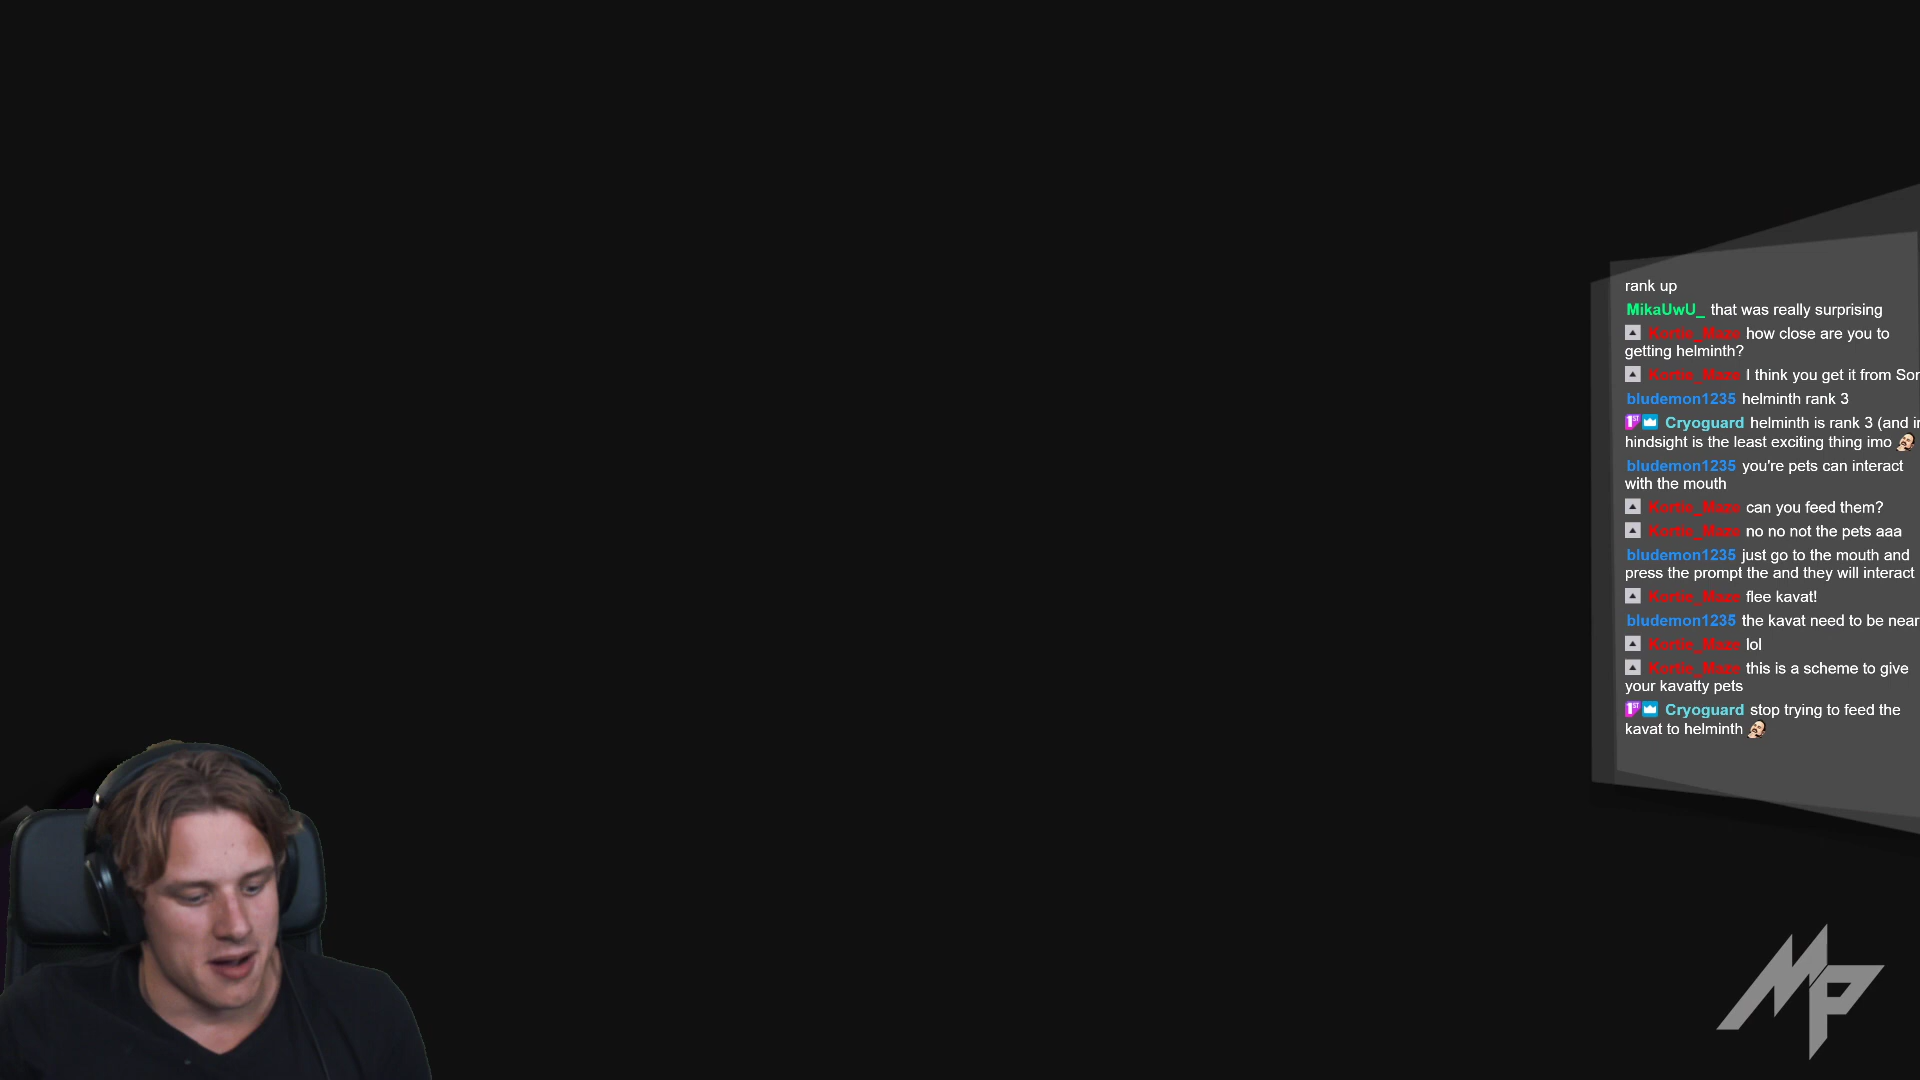 rank up
MikaUwU_ that was really surprising
Kortie_Maze how close are you to
getting helminth?
Kortie_Maze I think you get it from Son
bludemon1235 helminth rank 3
Cryoguard helminth is rank 3 (and in
hindsight is the least exciting thing imo
bludemon1235 you're pets can interact
with the mouth
Kortie_Maze can you feed them?
Kortie_Maze no no not the pets aaa
bludemon1235 just go to the mouth and
press the prompt the and they will interact
Kortie_Maze flee kavat!
bludemon1235 the kavat need to be near
Kortie_Maze lol
Kortie_Maze this is a scheme to give
your kavatty pets
Cryoguard stop trying to feed the
kavat to helminth
MP